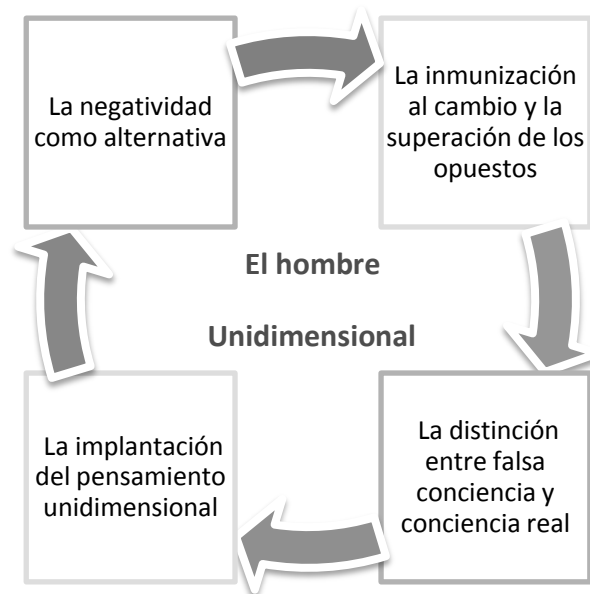 La negatividad
como alternativa
La inmunización
al cambio y la
superación de los
opuestos
El hombre
Unidimensional
La implantación
del pensamiento
unidimensional
La distinción
entre falsa
conciencia y
conciencia real